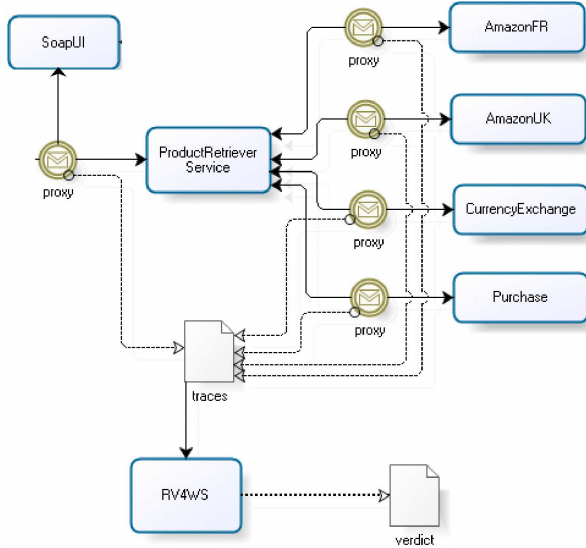 SoapUI
AmazonFR
proxy
AmazonUK
ProductRetriever
Service
proxy
proxy
CurrencyExchange
proxy
Purchase
proxy
traces
RV4WS
verdict